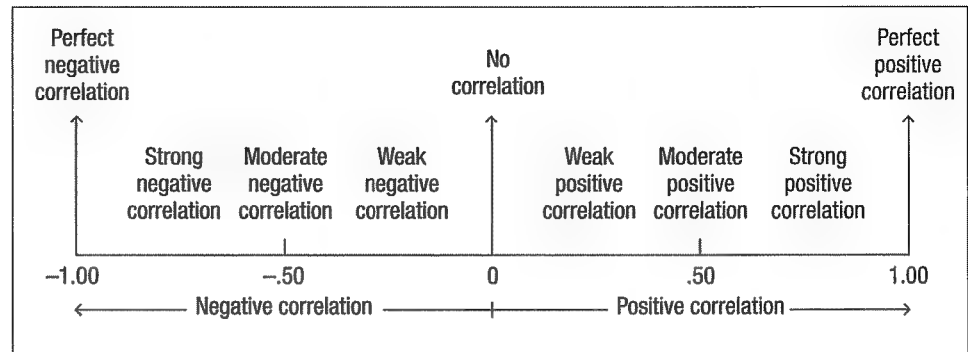 Perfect
negative
correlation
No
correlation
Perfect
positive
correlation
Strong
negative
correlation
Moderate
negative
correlation
Weak
negative
correlation
Weak
positive
correlation
Moderate
positive
correlation
Strong
positive
correlation
–1.00
–.50
0
.50
1.00
Negative correlation
Positive correlation